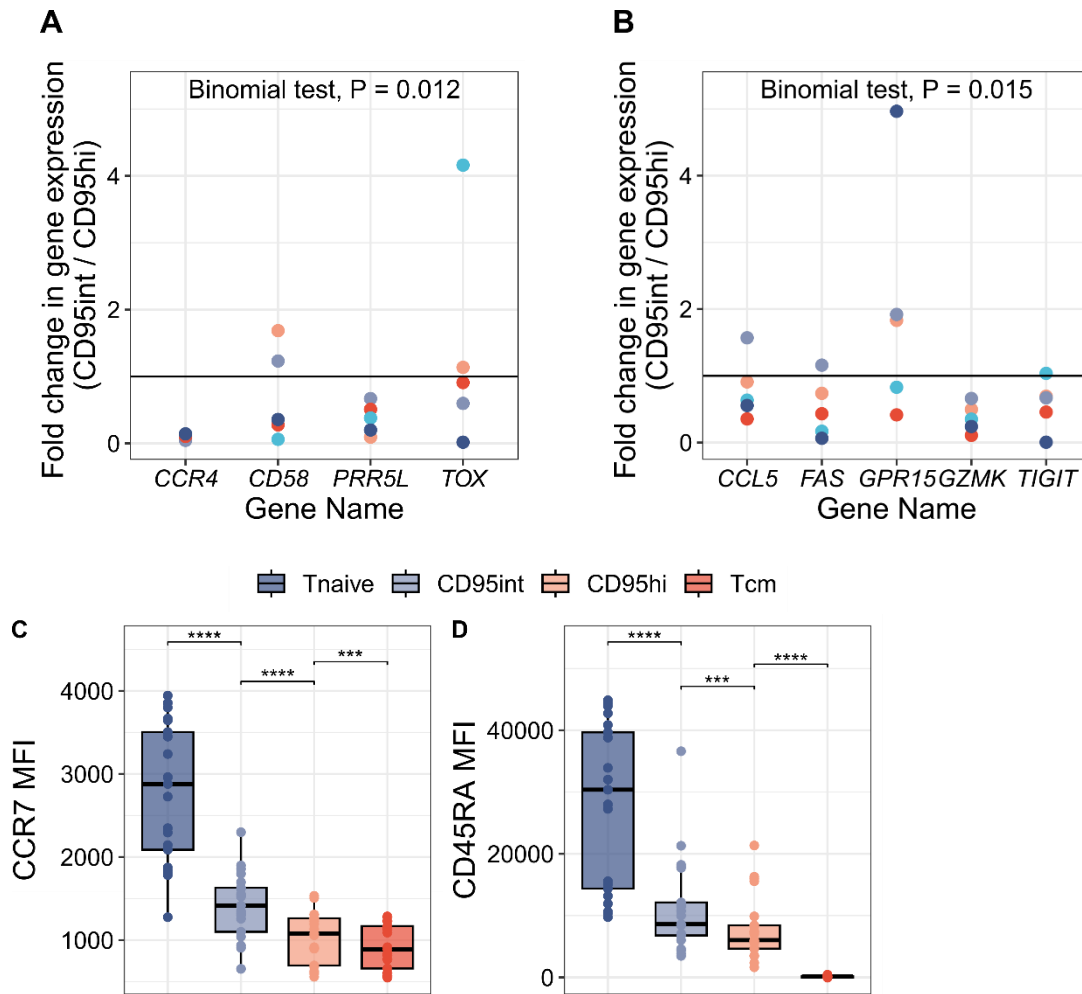 A
Binomial test, P = 0.012
Fold change in gene expression
(CD95int / CD95hi)
4
2
0
CCR4 CD58 PRR5L TOX
Gene Name
B
Binomial test, P = 0.015
Fold change in gene expression
(CD95int / CD95hi)
4
2
0
CCL5 FAS GPR15 GZMK TIGIT
Gene Name
Tnaive CD95int CD95hi Tcm
C
****
****
***
CCR7 MFI
4000
3000
2000
1000
D
****
***
****
CD45RA MFI
40000
20000
0